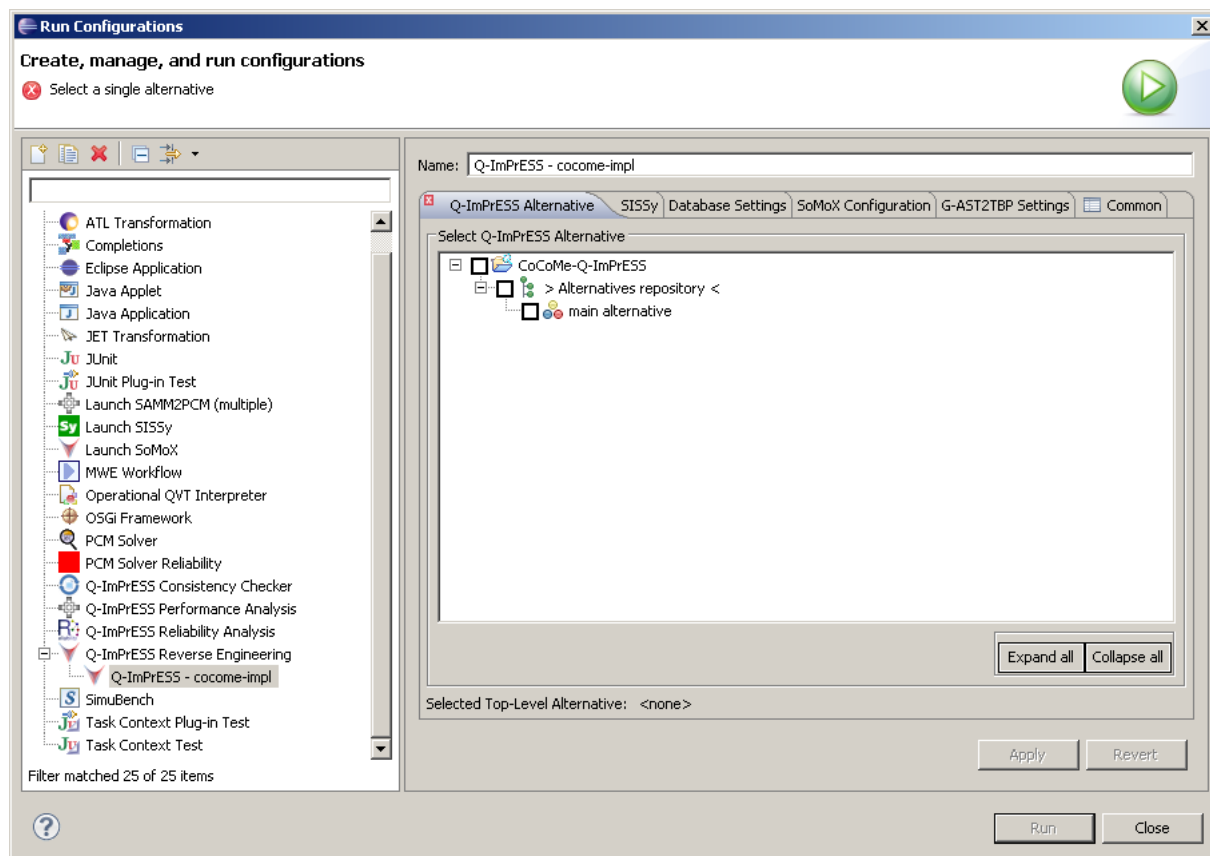 Run Configurations
Create, manage, and run configurations
Select a single alternative
ATL Transformation
Completions
Eclipse Application
Java Applet
Java Application
JET Transformation
JUnit
JUnit Plug-in Test
Launch SAMM2PCM (multiple)
Launch SISSy
Launch SoMoX
MWE Workflow
Operational QVT Interpreter
OSGi Framework
PCM Solver
PCM Solver Reliability
Q-ImPrESS Consistency Checker
Q-ImPrESS Performance Analysis
Q-ImPrESS Reliability Analysis
Q-ImPrESS Reverse Engineering
Q-ImPrESS - cocome-impl
SimuBench
Task Context Plug-in Test
Task Context Test
Filter matched 25 of 25 items
Name: Q-ImPrESS - cocome-impl
Q-ImPrESS Alternative SISSy Database Settings SoMoX Configuration G-AST2TBP Settings Common
Select Q-ImPrESS Alternative
CoCoMe-Q-ImPrESS
> Alternatives repository <
main alternative
Expand all Collapse all
Selected Top-Level Alternative: <none>
Apply Revert
Run Close